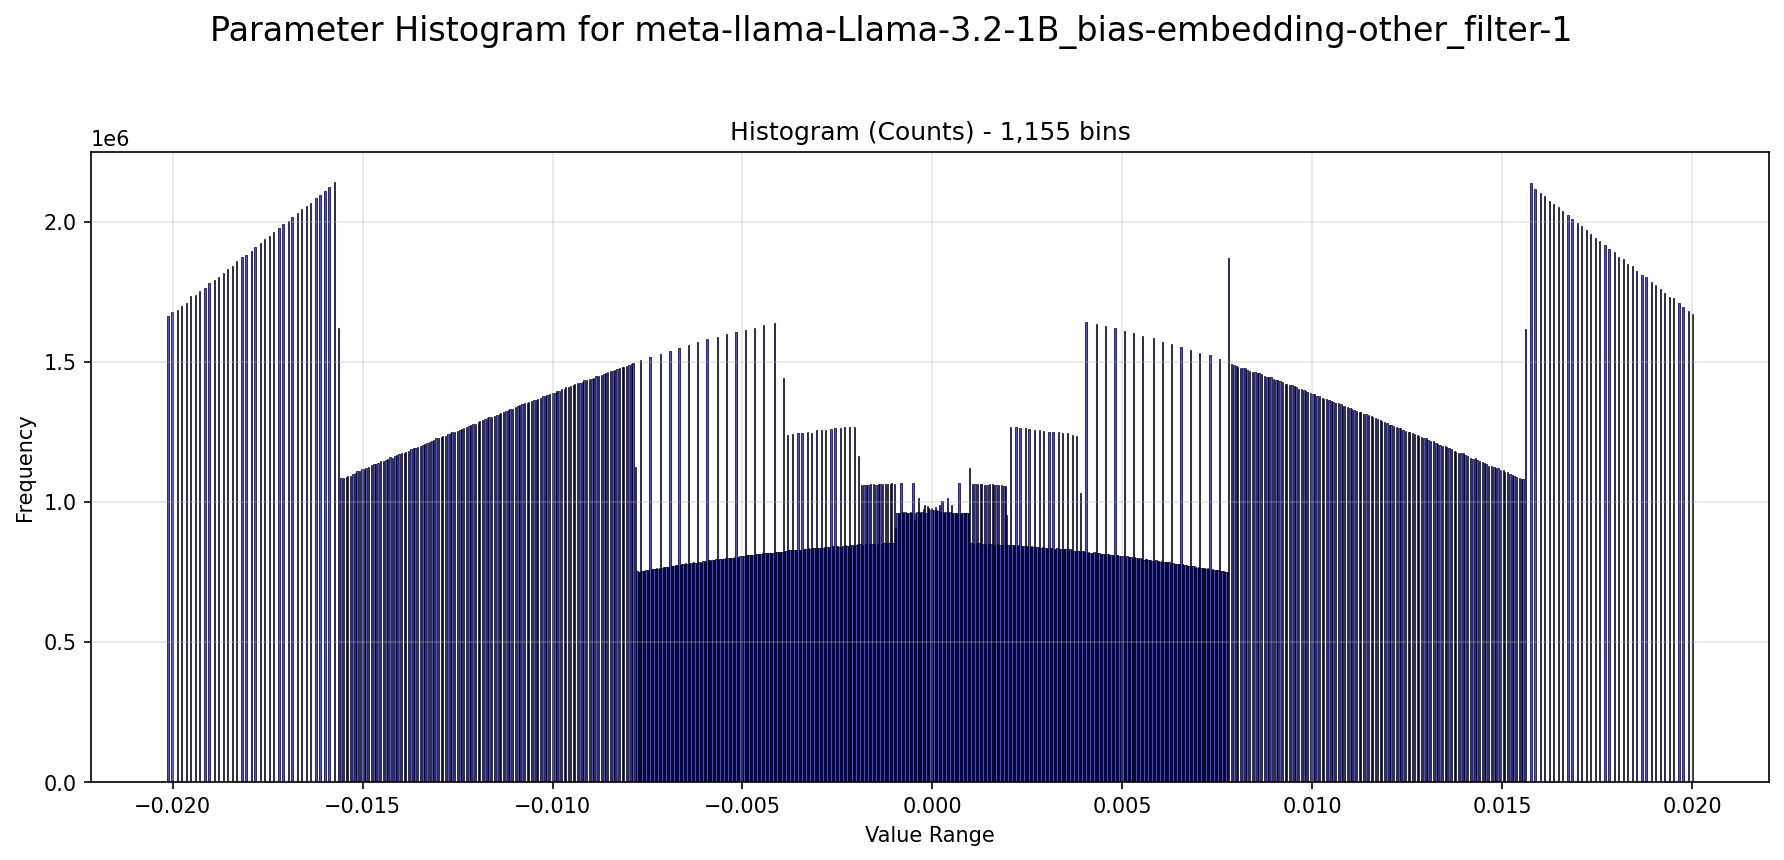 Parameter Histogram for meta-llama-Llama-3.2-1B_bias-embedding-other_filter-1
Histogram (Counts) - 1,155 bins
1e6
2.0
1.5
1.0
0.5
0.0
Frequency
−0.020 −0.015 −0.010 −0.005 0.000 0.005 0.010 0.015 0.020
Value Range